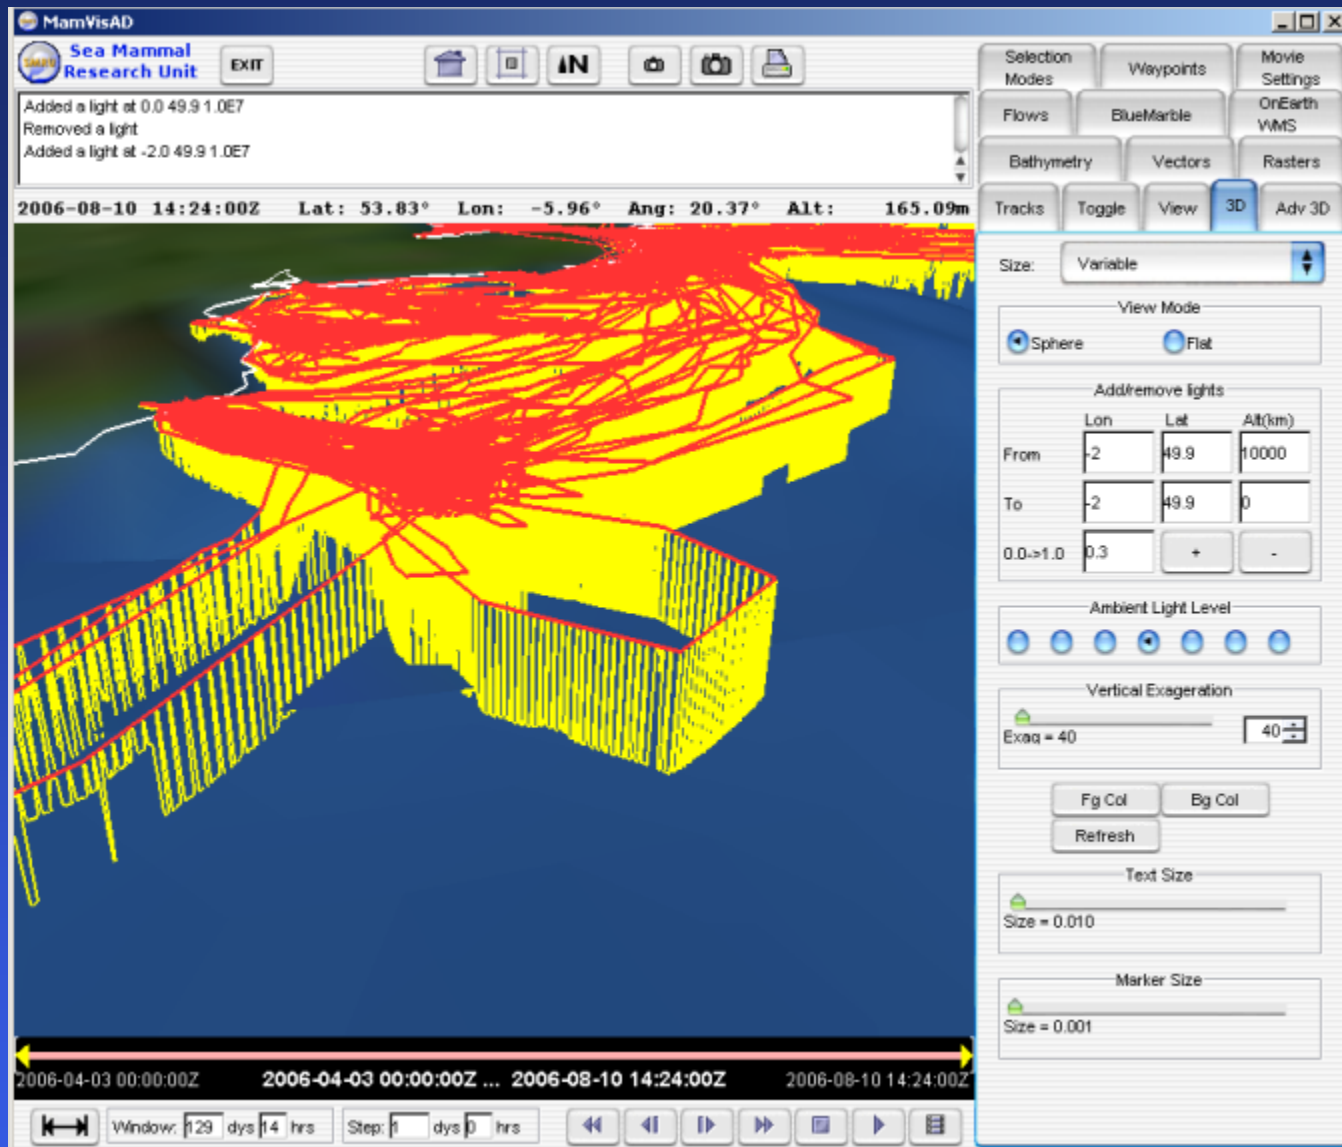 MamVisAD
Sea Mammal
Research Unit
EXIT
N
Added a light at 0.0 49.9 1.0E7
Removed a light
Added a light at -2.0 49.9 1.0E7
2006-08-10 14:24:00Z Lat: 53.83° Lon: -5.96° Ang: 20.37° Alt: 165.09m
Selection
Modes
Waypoints
Movie
Settings
Flows
BlueMarble
OnEarth
WMS
Bathymetry
Vectors
Rasters
Tracks
Toggle
View
3D
Adv 3D
Size: Variable
View Mode
Sphere Flat
Add/remove lights
Lon Lat Alt(km)
From -2 49.9 10000
To -2 49.9 0
0.0->1.0 0.3 + -
Ambient Light Level
Vertical Exageration
Exag = 40
40
Fg Col Bg Col
Refresh
Text Size
Size = 0.010
Marker Size
Size = 0.001
2006-04-03 00:00:00Z 2006-04-03 00:00:00Z ... 2006-08-10 14:24:00Z 2006-08-10 14:24:00Z
Window: 129 dys 14 hrs Step: 1 dys 0 hrs